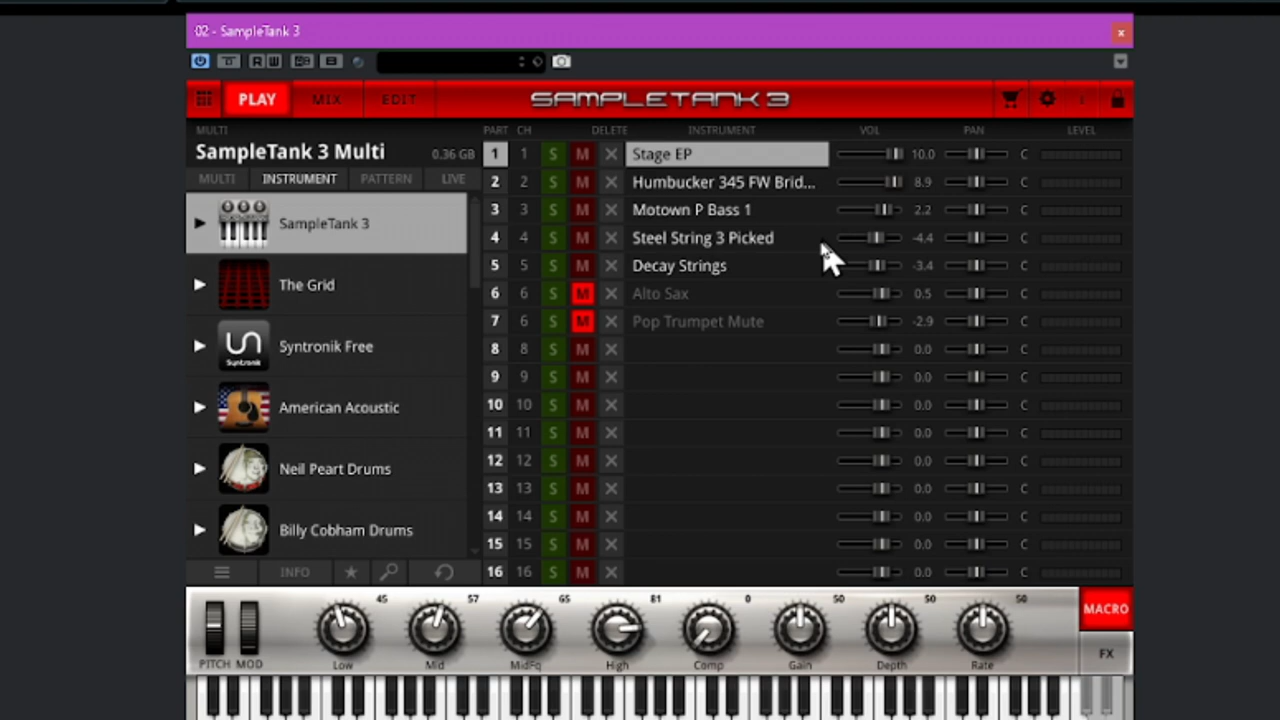 02 - SampleTank 3
R W
PLAY MIX EDIT SAMPLETANK 3
MULTI PART CH DELETE INSTRUMENT VOL PAN LEVEL
SampleTank 3 Multi 0.36 GB
MULTI INSTRUMENT PATTERN LIVE
SampleTank 3
The Grid
Syntronik Free
Syntronik
American Acoustic
Neil Peart Drums
Billy Cobham Drums
INFO
1 1 S M X Stage EP 10.0 C
2 2 S M X Humbucker 345 FW Brid... 8.9 C
3 3 S M X Motown P Bass 1 2.2 C
4 4 S M X Steel String 3 Picked -4.4 C
5 5 S M X Decay Strings -3.4 C
6 6 S M X Alto Sax 0.5 C
7 6 S M X Pop Trumpet Mute -2.9 C
8 8 S M X 0.0 C
9 9 S M X 0.0 C
10 10 S M X 0.0 C
11 11 S M X 0.0 C
12 12 S M X 0.0 C
13 13 S M X 0.0 C
14 14 S M X 0.0 C
15 15 S M X 0.0 C
16 16 S M X 0.0 C
45 57 65 81 0 50 50 50
MACRO
FX
PITCH MOD Low Mid MidFq High Comp Gain Depth Rate